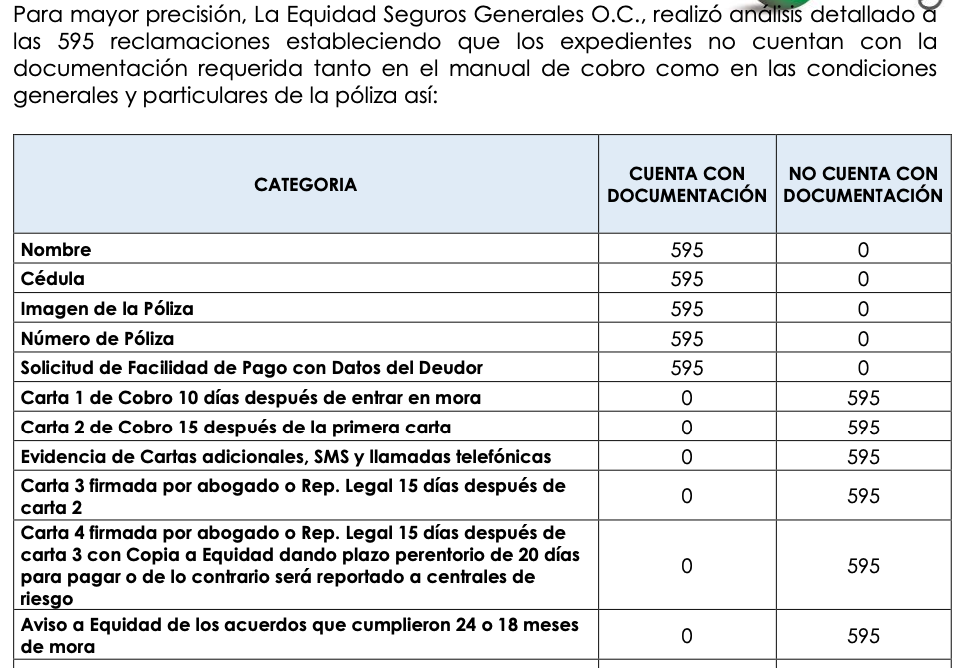 Para mayor precisión, La Equidad Seguros Generales O.C., realizó análisis detallado a
las 595 reclamaciones estableciendo que los expedientes no cuentan con la
documentación requerida tanto en el manual de cobro como en las condiciones
generales y particulares de la póliza así:
CATEGORIA
CUENTA CON
DOCUMENTACIÓN
NO CUENTA CON
DOCUMENTACIÓN
Nombre 595 0
Cédula 595 0
Imagen de la Póliza 595 0
Número de Póliza 595 0
Solicitud de Facilidad de Pago con Datos del Deudor 595 0
Carta 1 de Cobro 10 días después de entrar en mora 0 595
Carta 2 de Cobro 15 después de la primera carta 0 595
Evidencia de Cartas adicionales, SMS y llamadas telefónicas 0 595
Carta 3 firmada por abogado o Rep. Legal 15 días después de
carta 2
0 595
Carta 4 firmada por abogado o Rep. Legal 15 días después de
carta 3 con Copia a Equidad dando plazo perentorio de 20 días
para pagar o de lo contrario será reportado a centrales de
riesgo
0 595
Aviso a Equidad de los acuerdos que cumplieron 24 o 18 meses
de mora
0 595